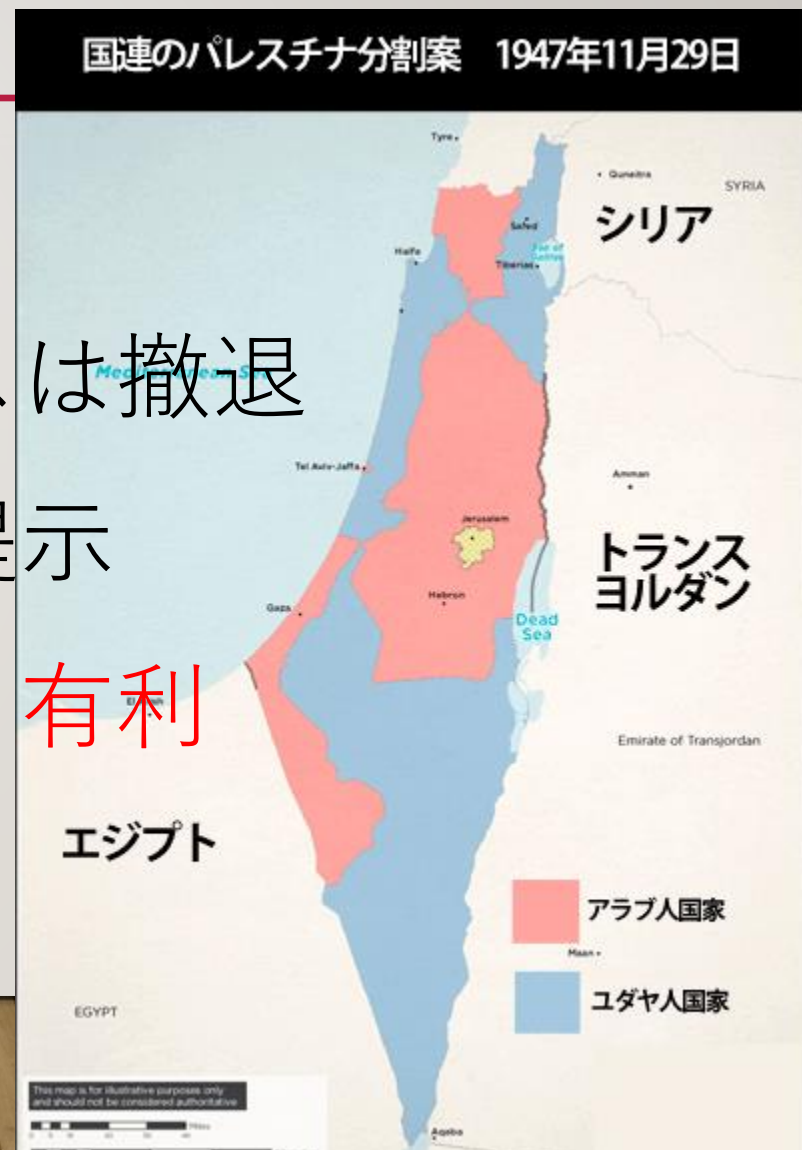 国連のパレスチナ分割案 1947年11月29日
Tyre
Quneitra
SYRIA
シリア
Safed
Sea of Galilee
Haifa
Tiberias
は撤退
Mediterranean Sea
Tel Aviv-Jaffa
Amman
示
Jerusalem
トランス
ヨルダン
Hebron
Gaza
Dead
Sea
有利
Emirate of Transjordan
エジプト
アラブ人国家
Maan
ユダヤ人国家
EGYPT
This map is for illustrative purposes only
and should not be considered authoritative
Miles
Aqaba